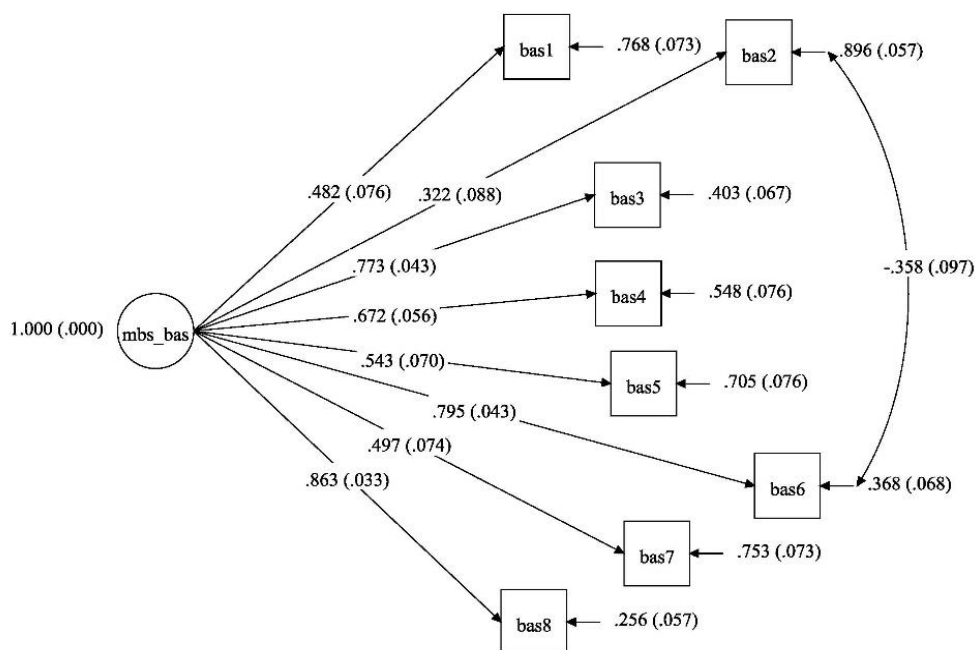 bas1
.768 (.073)
bas2
.896 (.057)
.482 (.076)
.322 (.088)
bas3
.403 (.067)
.773 (.043)
-.358 (.097)
bas4
.548 (.076)
.672 (.056)
1.000 (.000)
mbs_bas
.543 (.070)
bas5
.705 (.076)
.795 (.043)
.497 (.074)
.863 (.033)
bas6
.368 (.068)
bas7
.753 (.073)
bas8
.256 (.057)